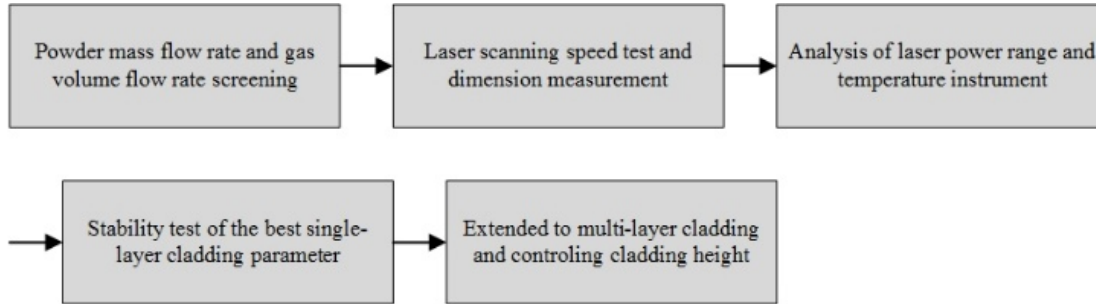 Powder mass flow rate and gas
volume flow rate screening
Laser scanning speed test and
dimension measurement
Analysis of laser power range and
temperature instrument
Stability test of the best single-
layer cladding parameter
Extended to multi-layer cladding
and controling cladding height